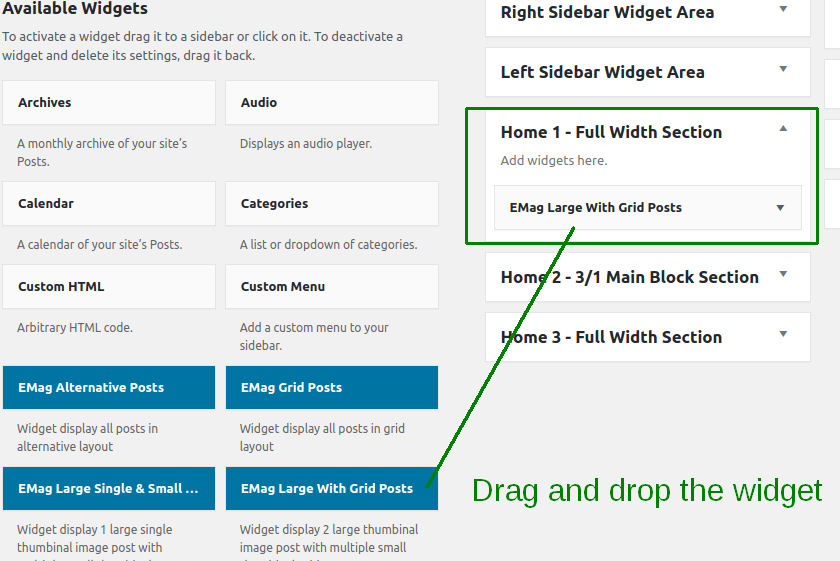 Available Widgets
To activate a widget drag it to a sidebar or click on it. To deactivate a
widget and delete its settings, drag it back.
Archives
Audio
A monthly archive of your site's
Posts.
Displays an audio player.
Calendar
Categories
A calendar of your site's Posts.
A list or dropdown of categories.
Custom HTML
Custom Menu
Arbitrary HTML code.
Add a custom menu to your
sidebar.
EMag Alternative Posts
EMag Grid Posts
Widget display all posts in
alternative layout
Widget display all posts in grid
layout
EMag Large Single & Small ...
EMag Large With Grid Posts
Widget display 1 large single
thumbinal image post with
Widget display 2 large thumbinal
image post with multiple small
Right Sidebar Widget Area
Left Sidebar Widget Area
Home 1 - Full Width Section
Add widgets here.
EMag Large With Grid Posts
Home 2 - 3/1 Main Block Section
Home 3 - Full Width Section
Drag and drop the widget